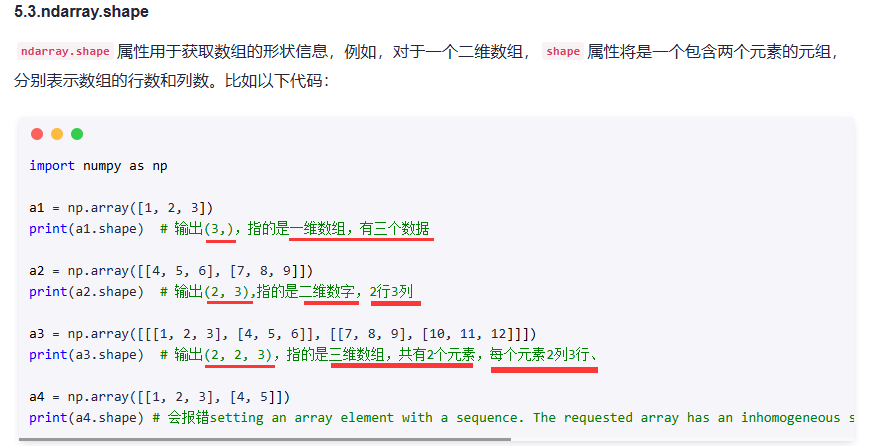 5.3.ndarray.shape
ndarray.shape 属性用于获取数组的形状信息，例如，对于一个二维数组， shape 属性将是一个包含两个元素的元组，
分别表示数组的行数和列数。比如以下代码：
import numpy as np
a1 = np.array([1, 2, 3])
print(a1.shape)  # 输出(3,)，指的是一维数组，有三个数据
a2 = np.array([[4, 5, 6], [7, 8, 9]])
print(a2.shape)  # 输出(2, 3),指的是二维数字，2行3列
a3 = np.array([[[1, 2, 3], [4, 5, 6]], [[7, 8, 9], [10, 11, 12]]])
print(a3.shape)  # 输出(2, 2, 3)，指的是三维数组，共有2个元素，每个元素2列3行、
a4 = np.array([[1, 2, 3], [4, 5]])
print(a4.shape) # 会报错setting an array element with a sequence. The requested array has an inhomogeneous s